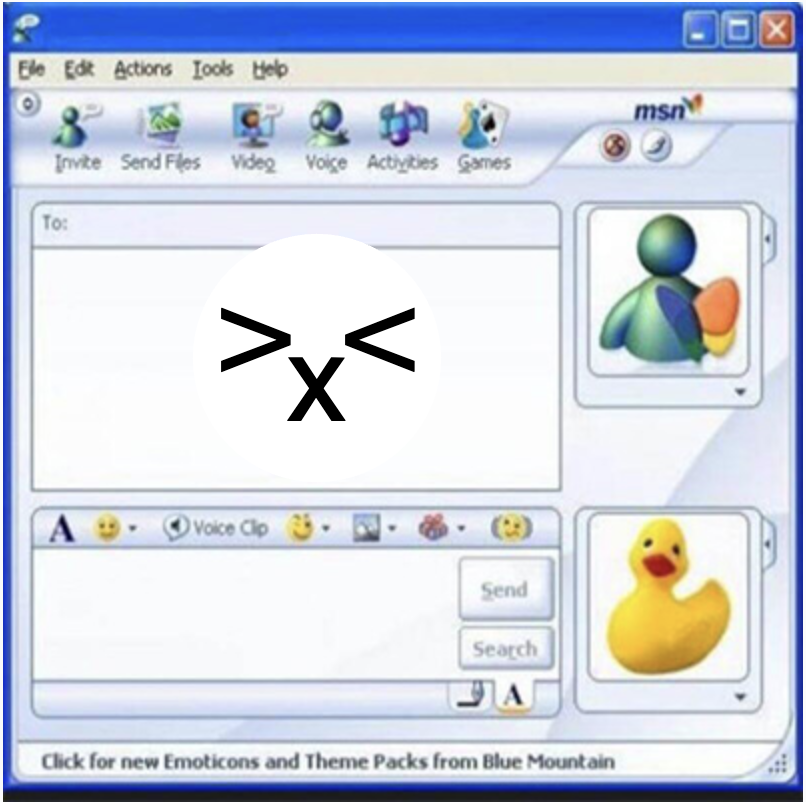 File Edit Actions Tools Help
msn
Invite Send Files Video Voice Activities Games
To:
>x<
A Voice Clip
Send
Search
A
Click for new Emoticons and Theme Packs from Blue Mountain